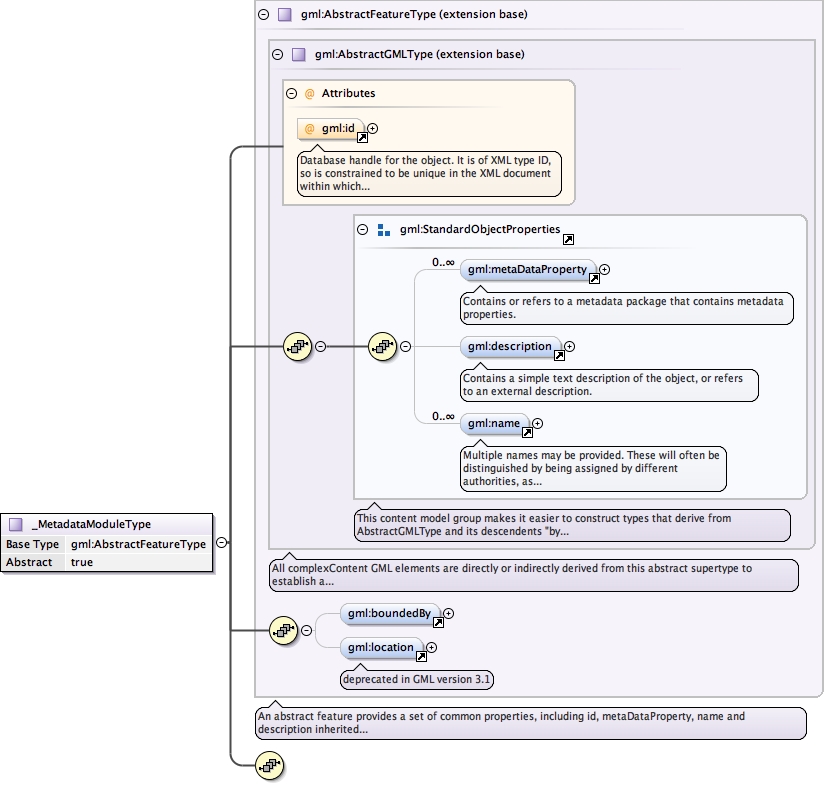 gml:AbstractFeatureType (extension base)
gml:AbstractGMLType (extension base)
@ Attributes
@ gml:id
Database handle for the object. It is of XML type ID,
so is constrained to be unique in the XML document
within which...
gml:StandardObjectProperties
0..∞
gml:metaDataProperty
Contains or refers to a metadata package that contains metadata
properties.
gml:description
Contains a simple text description of the object, or refers
to an external description.
0..∞
gml:name
Multiple names may be provided. These will often be
distinguished by being assigned by different
authorities, as...
This content model group makes it easier to construct types that derive from
AbstractGMLType and its descendents "by...
_MetadataModuleType
Base Type gml:AbstractFeatureType
Abstract true
All complexContent GML elements are directly or indirectly derived from this abstract supertype to
establish a...
gml:boundedBy
gml:location
deprecated in GML version 3.1
An abstract feature provides a set of common properties, including id, metaDataProperty, name and
description inherited...